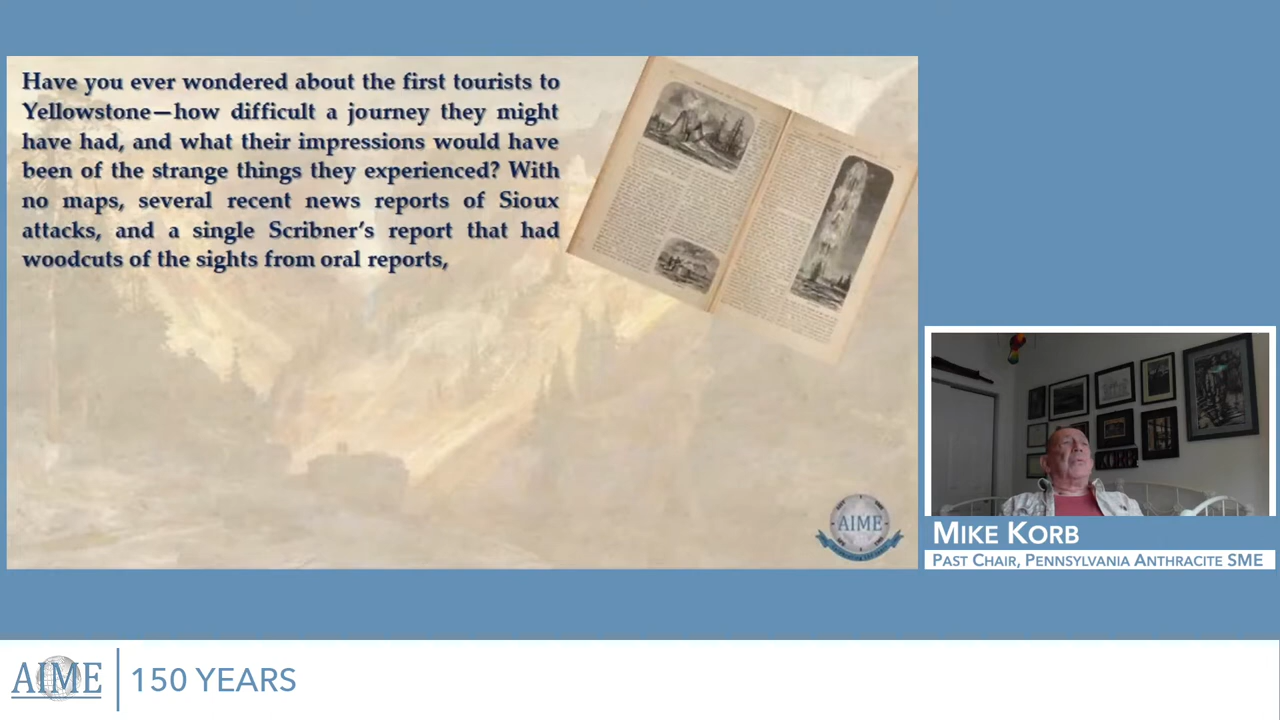 Have you ever wondered about the first tourists to
Yellowstone—how difficult a journey they might
have had, and what their impressions would have
been of the strange things they experienced? With
no maps, several recent news reports of Sioux
attacks, and a single Scribner's report that had
woodcuts of the sights from oral reports,
AIME
MIKE KORB
PAST CHAIR, PENNSYLVANIA ANTHRACITE SME
AIME
150 YEARS